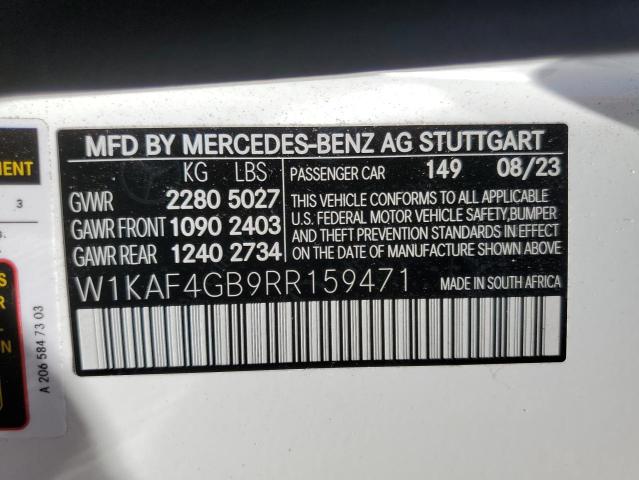 MFD BY MERCEDES-BENZ AG STUTTGART
KG LBS
GVWR 2280 5027
GAWR FRONT 1090 2403
GAWR REAR 1240 2734
PASSENGER CAR 149 08/23
THIS VEHICLE CONFORMS TO ALL APPLICABLE
U.S. FEDERAL MOTOR VEHICLE SAFETY,BUMPER
AND THEFT PREVENTION STANDARDS IN EFFECT
ON THE DATE OF MANUFACTURE SHOWN ABOVE.
W1KAF4GB9RR159471
MADE IN SOUTH AFRICA
3
A 206 584 73 03